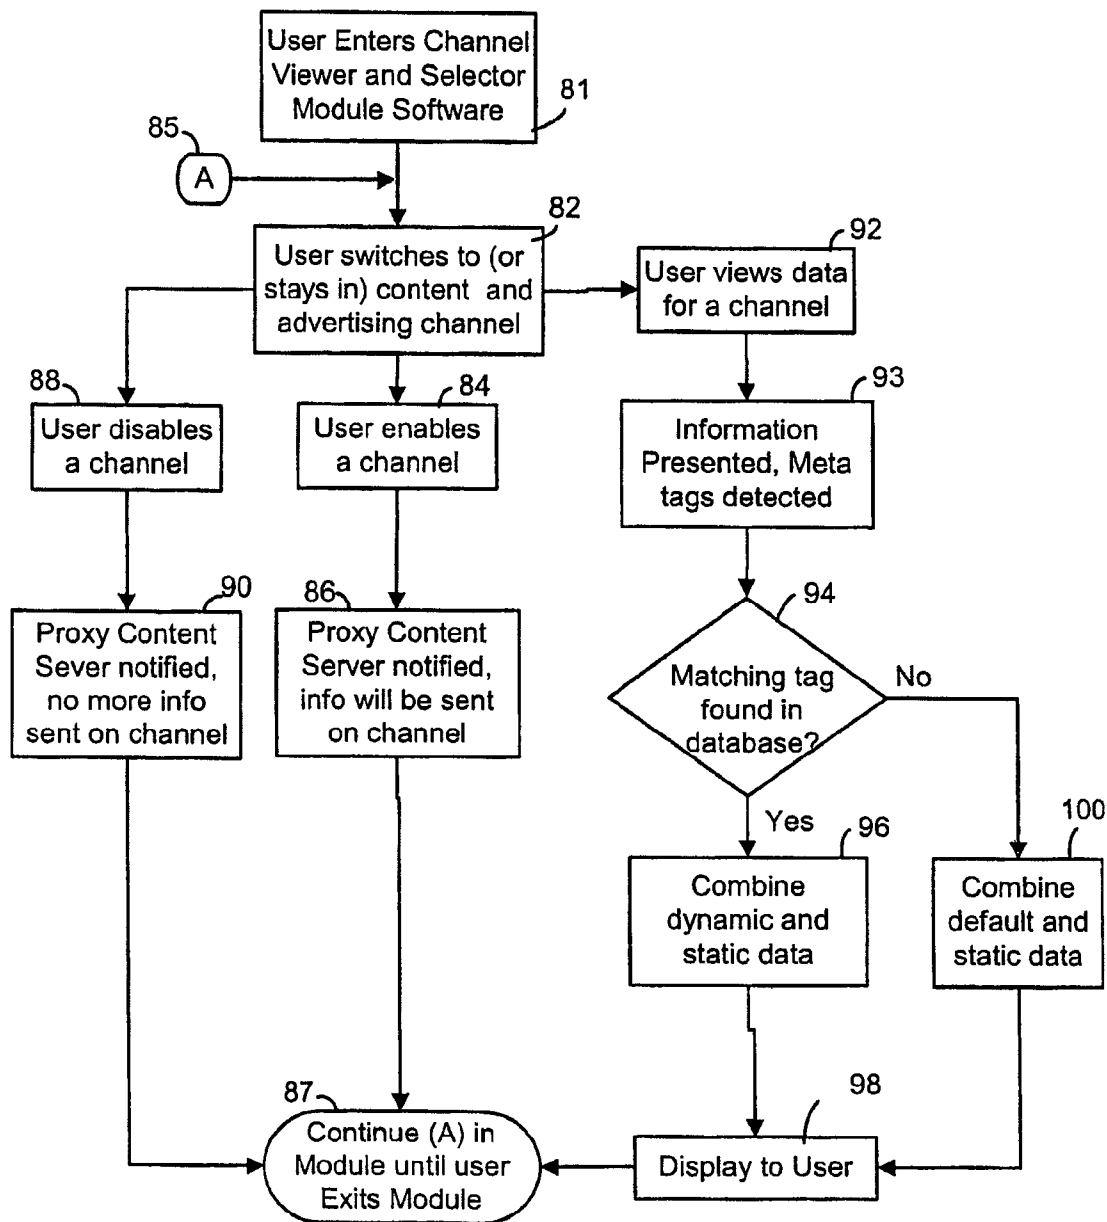 User Enters Channel
Viewer and Selector
Module Software
81
85
A
82
User switches to (or
stays in) content and
advertising channel
92
User views data
for a channel
88
User disables
a channel
84
User enables
a channel
93
Information
Presented, Meta
tags detected
90
Proxy Content
Sever notified,
no more info
sent on channel
86
Proxy Content
Server notified,
info will be sent
on channel
94
Matching tag
found in
database?
No
Yes
96
Combine
dynamic and
static data
100
Combine
default and
static data
87
Continue (A) in
Module until user
Exits Module
98
Display to User